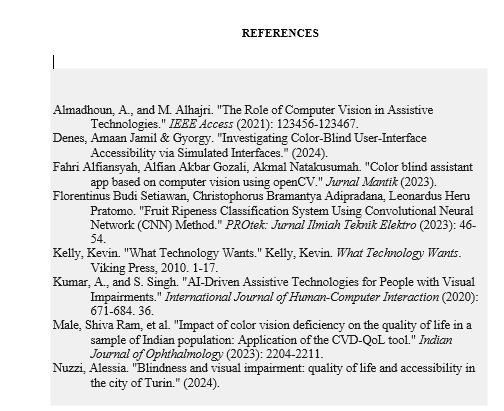 REFERENCES
Almadhoun, A., and M. Alhajri. "The Role of Computer Vision in Assistive
Technologies." IEEE Access (2021): 123456-123467.
Denes, Amaan Jamil & Gyorgy. "Investigating Color-Blind User-Interface
Accessibility via Simulated Interfaces." (2024).
Fahri Alfiansyah, Alfian Akbar Gozali, Akmal Natakusumah. "Color blind assistant
app based on computer vision using openCV." Jurnal Mantik (2023).
Florentinus Budi Setiawan, Christophorus Bramantya Adipradana, Leonardus Heru
Pratomo. "Fruit Ripeness Classification System Using Convolutional Neural
Network (CNN) Method." PROtek: Jurnal Ilmiah Teknik Elektro (2023): 46-
54.
Kelly, Kevin. "What Technology Wants." Kelly, Kevin. What Technology Wants.
Viking Press, 2010. 1-17.
Kumar, A., and S. Singh. "AI-Driven Assistive Technologies for People with Visual
Impairments." International Journal of Human-Computer Interaction (2020):
671-684. 36.
Male, Shiva Ram, et al. "Impact of color vision deficiency on the quality of life in a
sample of Indian population: Application of the CVD-QoL tool." Indian
Journal of Ophthalmology (2023): 2204-2211.
Nuzzi, Alessia. "Blindness and visual impairment: quality of life and accessibility in
the city of Turin." (2024).